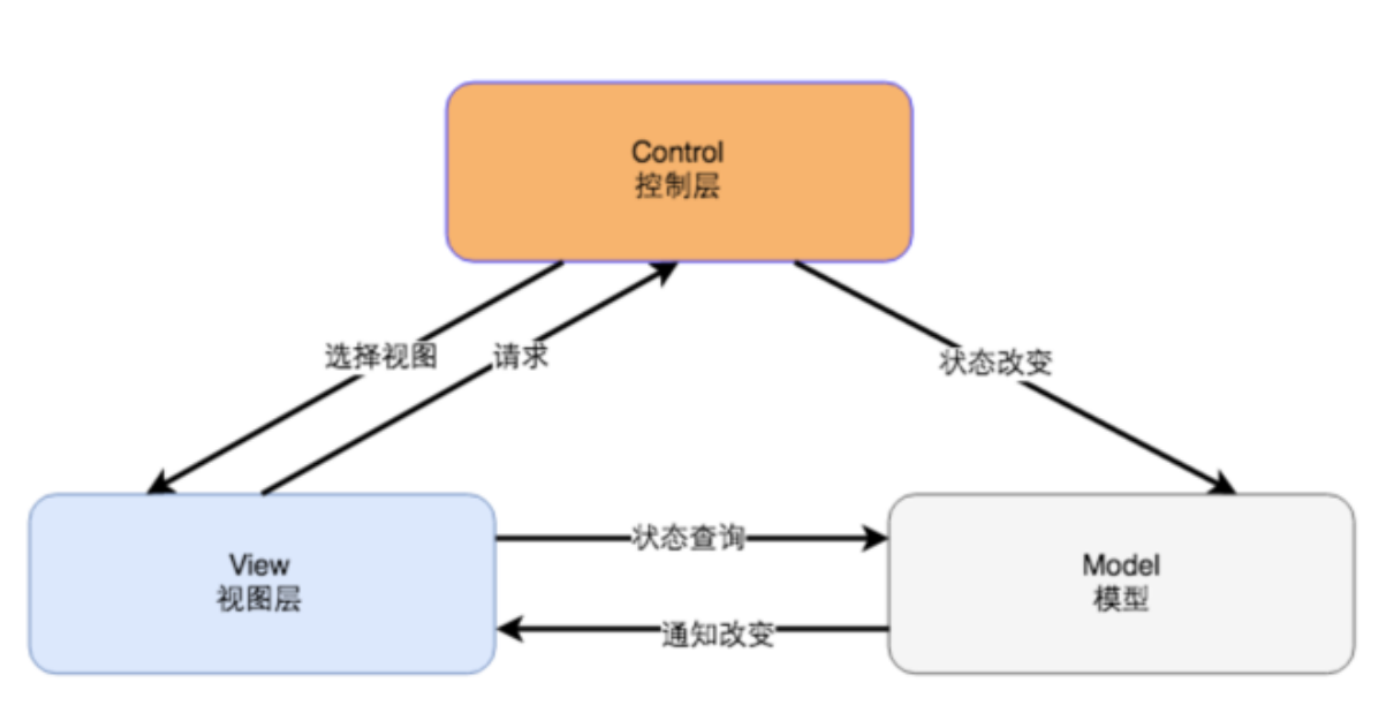 Control
控制层
选择视图
请求
状态改变
状态查询
View
视图层
Model
模型
通知改变